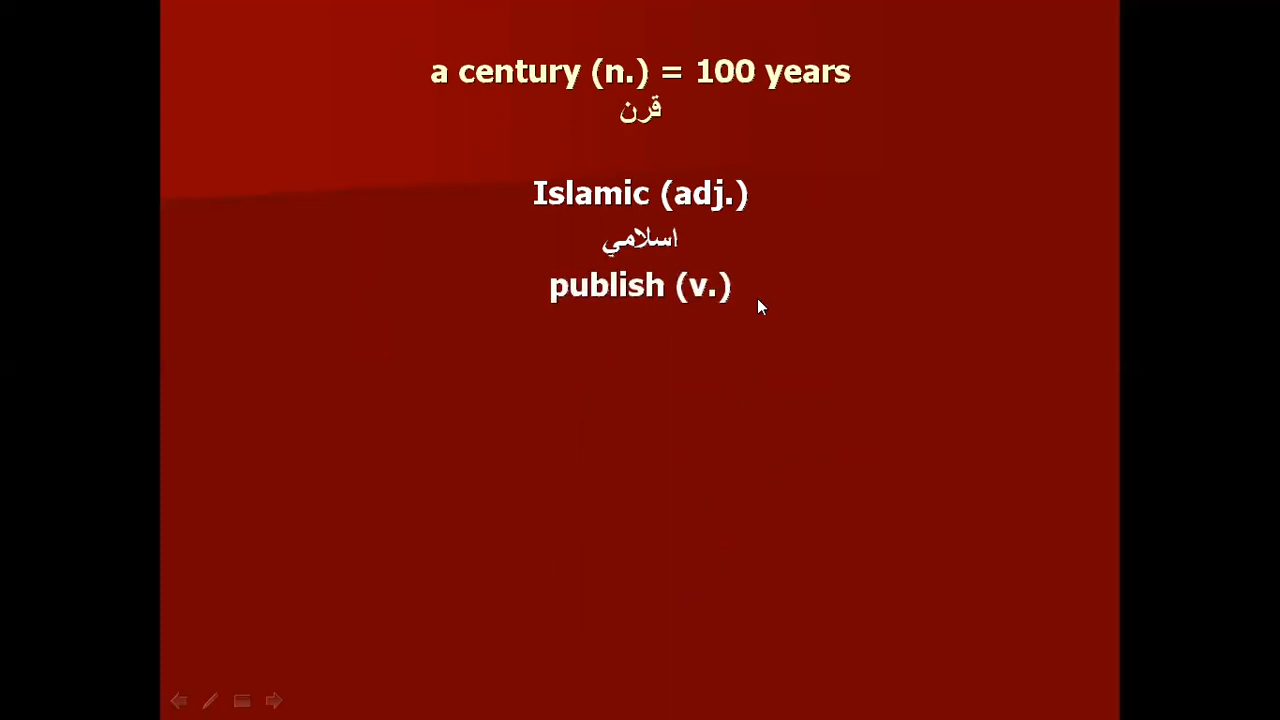 a century (n.) = 100 years
قرن
Islamic (adj.)
اسلامي
publish (v.)